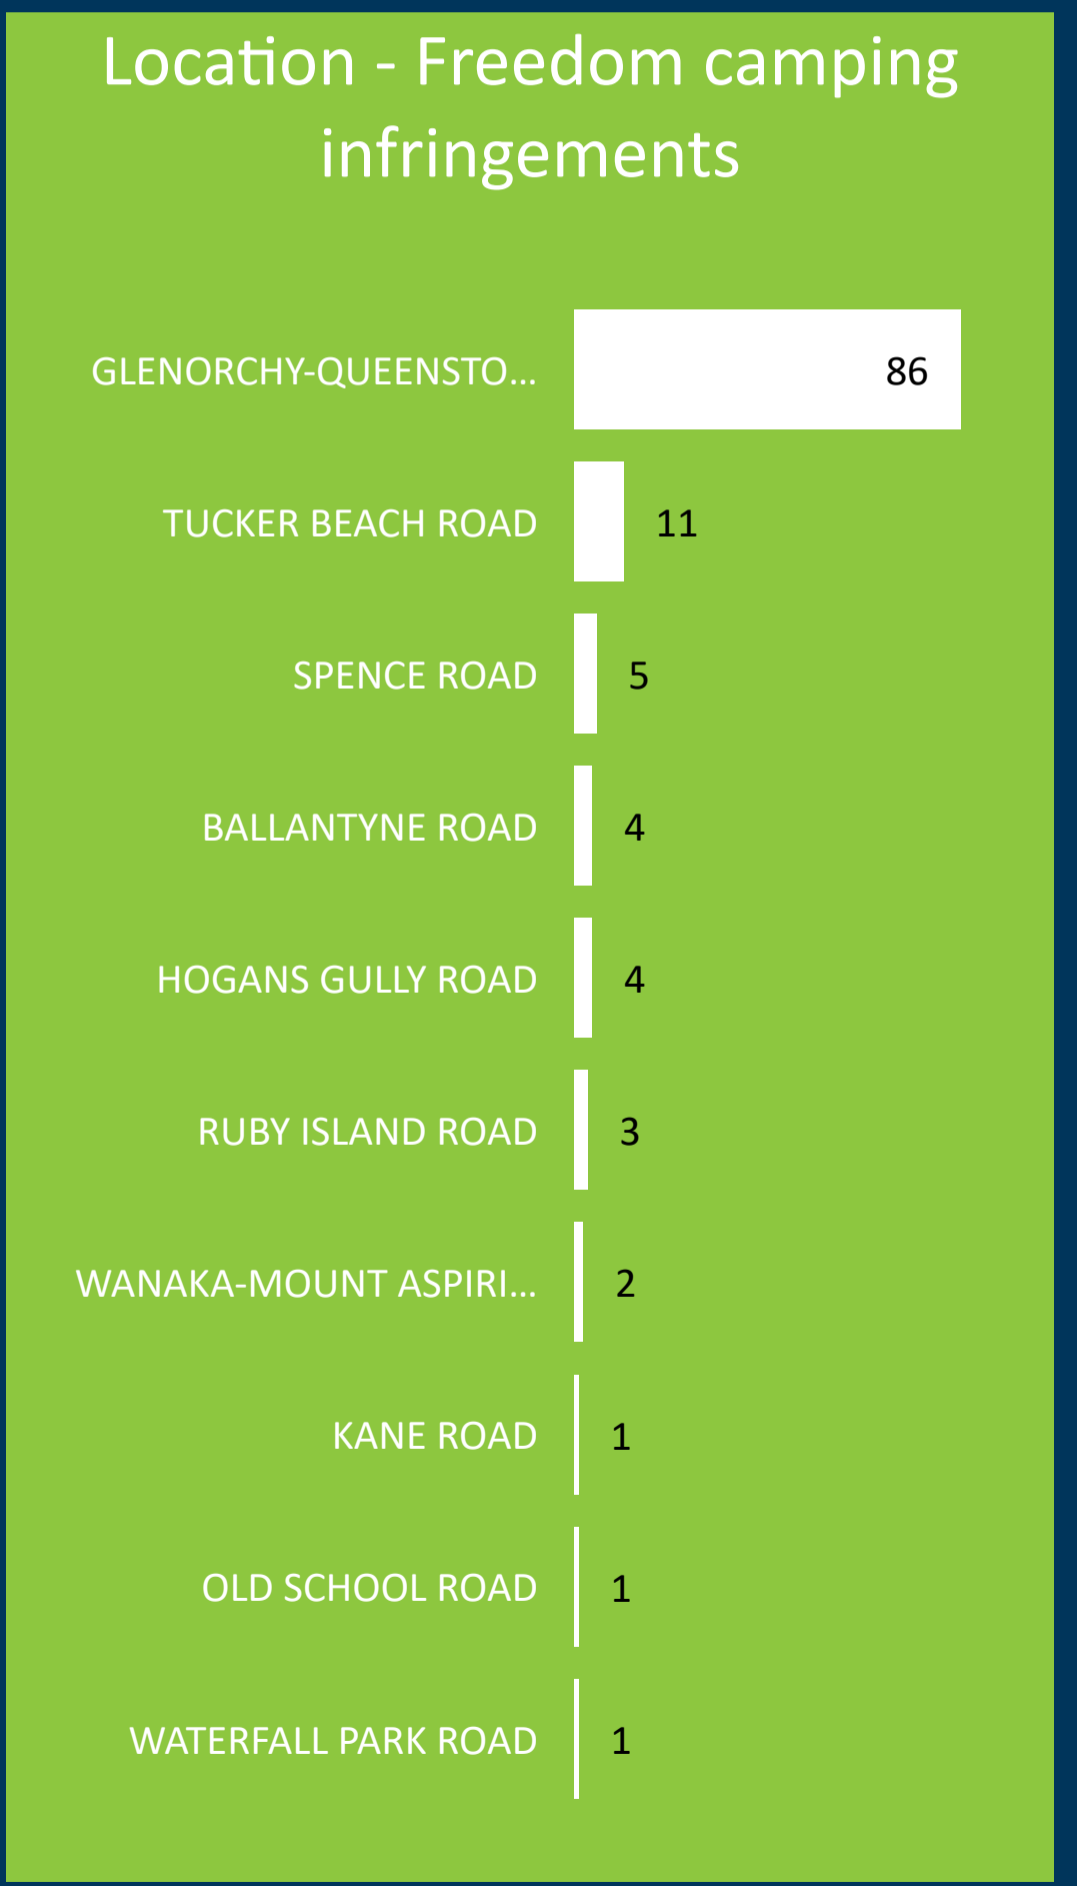 Location - Freedom camping
infringements
GLENORCHY-QUEENSTO... 86
TUCKER BEACH ROAD 11
SPENCE ROAD 5
BALLANTYNE ROAD 4
HOGANS GULLY ROAD 4
RUBY ISLAND ROAD 3
WANAKA-MOUNT ASPIRI... 2
KANE ROAD 1
OLD SCHOOL ROAD 1
WATERFALL PARK ROAD 1